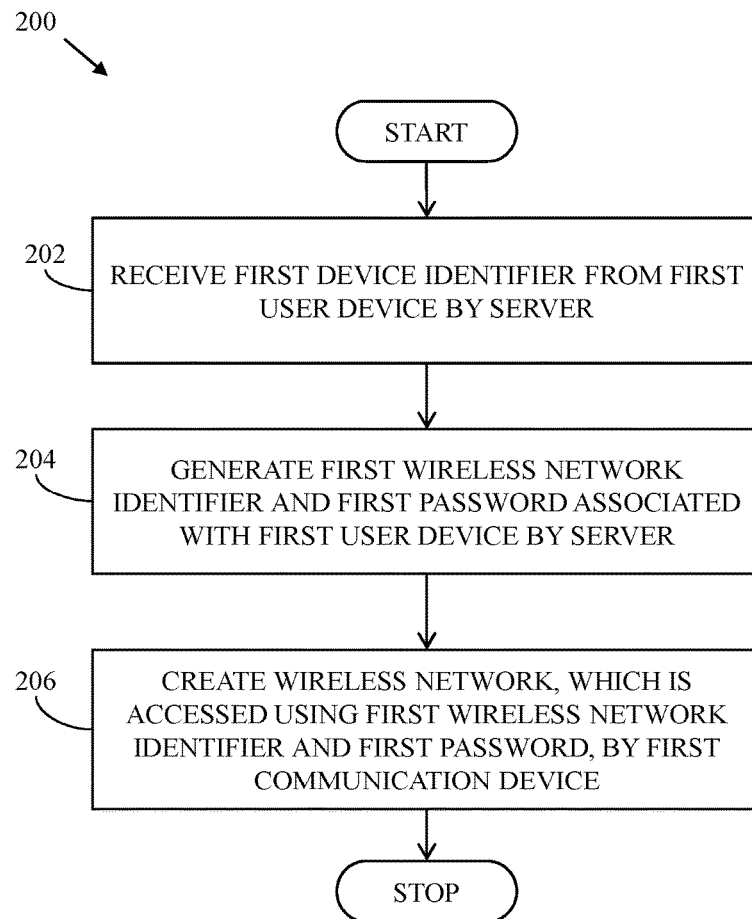 200
START
202
RECEIVE FIRST DEVICE IDENTIFIER FROM FIRST
USER DEVICE BY SERVER
204
GENERATE FIRST WIRELESS NETWORK
IDENTIFIER AND FIRST PASSWORD ASSOCIATED
WITH FIRST USER DEVICE BY SERVER
206
CREATE WIRELESS NETWORK, WHICH IS
ACCESSED USING FIRST WIRELESS NETWORK
IDENTIFIER AND FIRST PASSWORD, BY FIRST
COMMUNICATION DEVICE
STOP